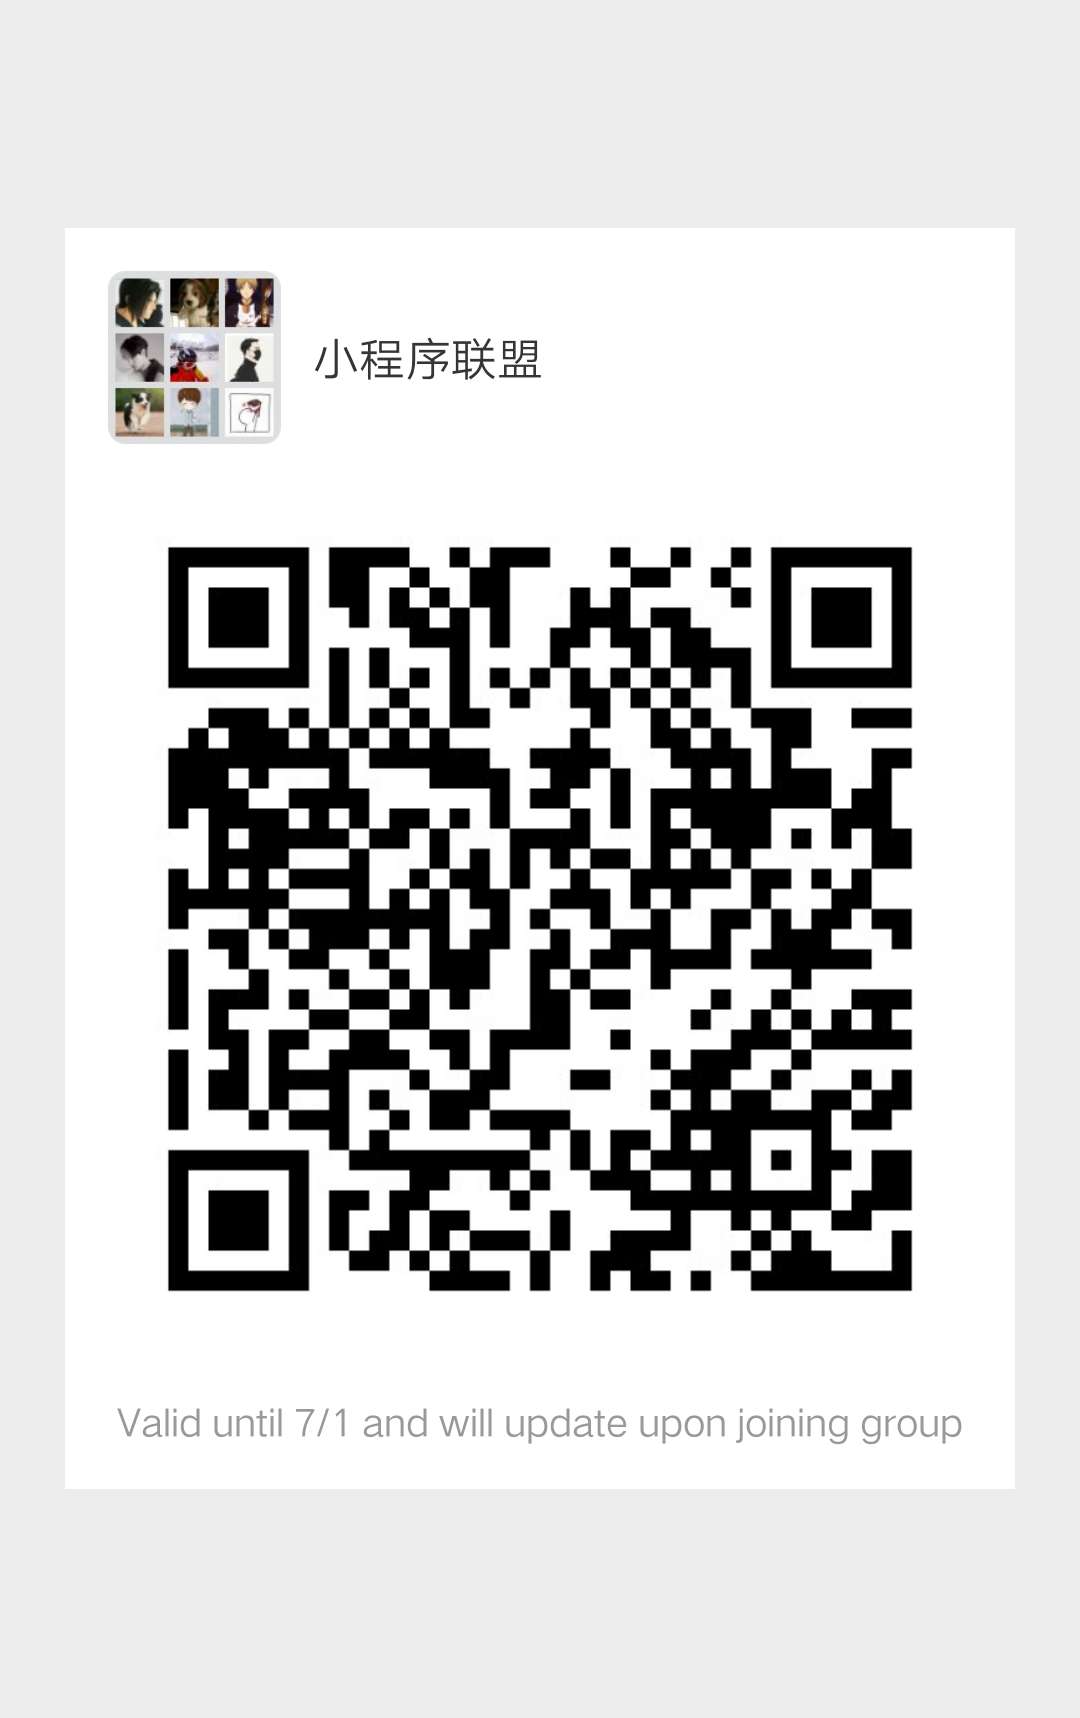 小程序联盟
Valid until 7/1 and will update upon joining group